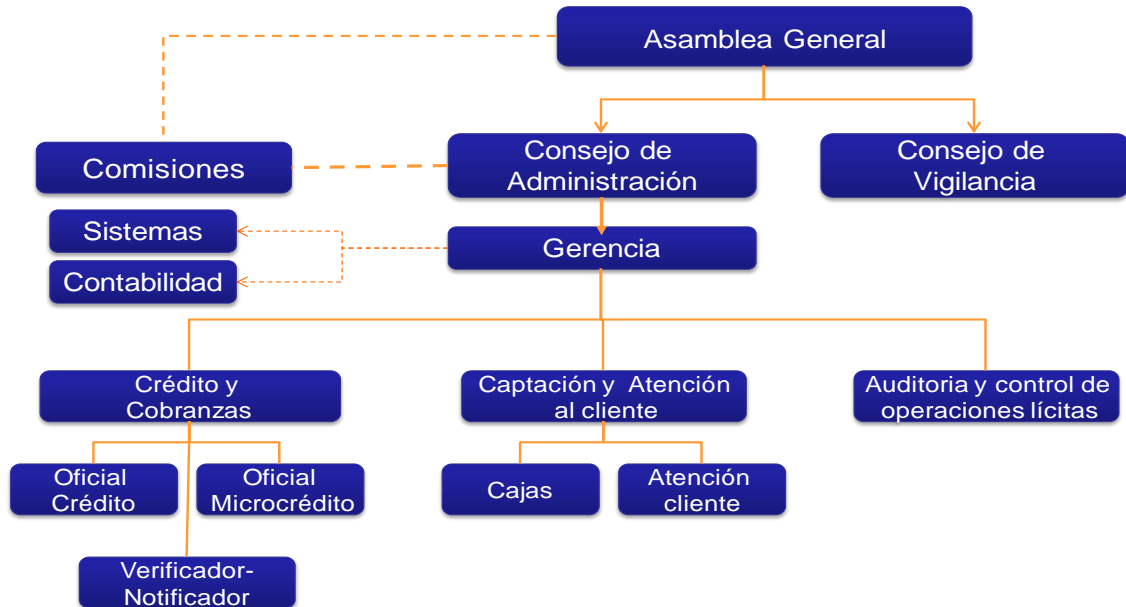 Asamblea General
Comisiones
Consejo de
Administración
Consejo de
Vigilancia
Sistemas
Gerencia
Contabilidad
Crédito y
Cobranzas
Captación y Atención
al cliente
Auditoria y control de
operaciones lícitas
Oficial
Crédito
Oficial
Microcrédito
Cajas
Atención
cliente
Verificador-
Notificador